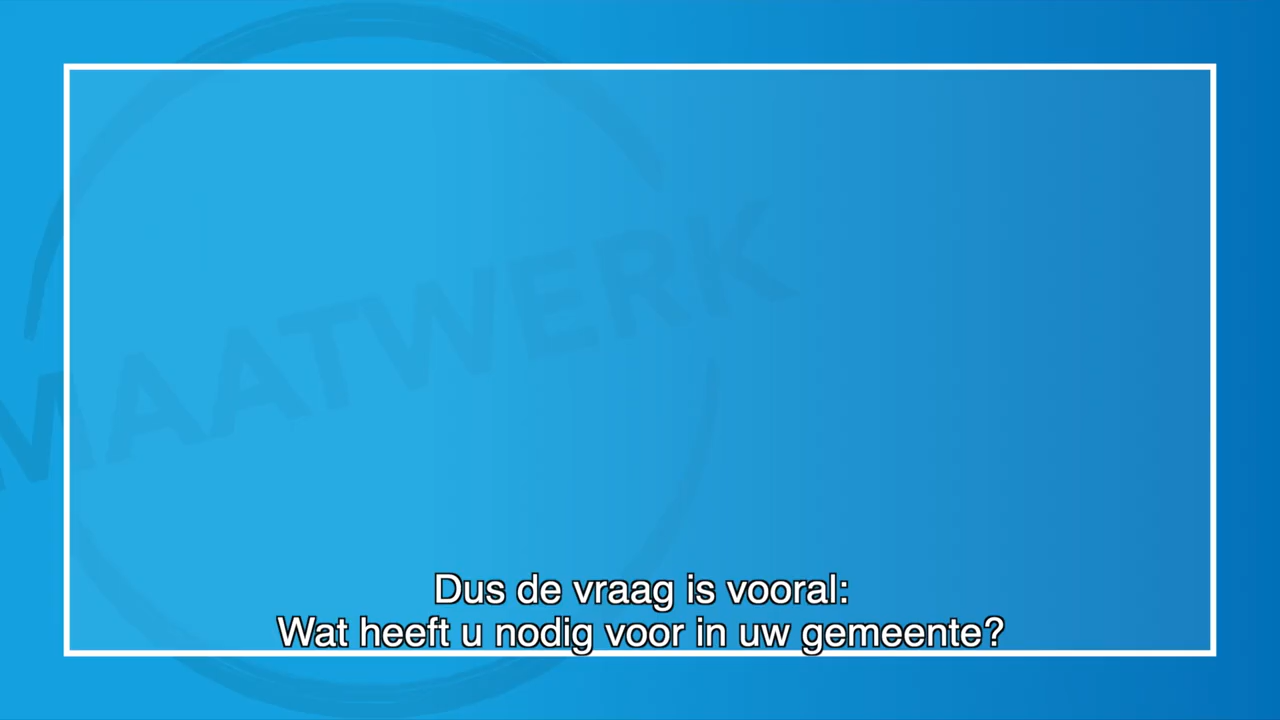 MAATWERK
Dus de vraag is vooral:
Wat heeft u nodig voor in uw gemeente?